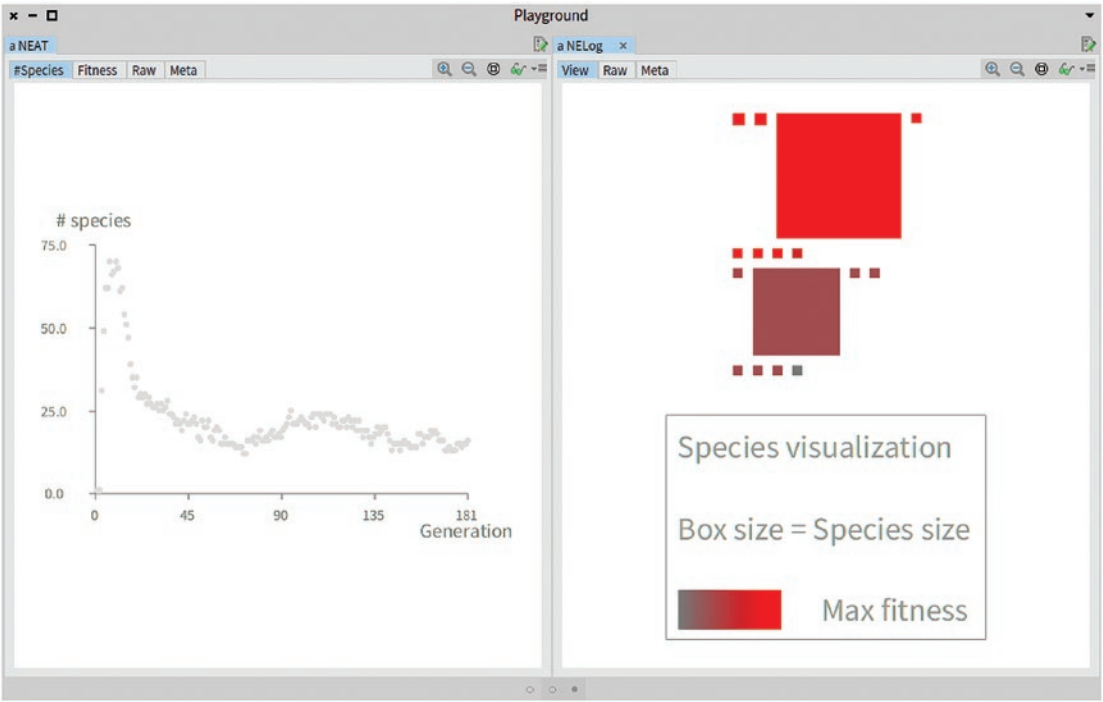 Playground
a NEAT
#Species Fitness Raw Meta
# species
75.0
50.0
25.0
0.0
0 45 90 135 181
Generation
a NELog ×
View Raw Meta
Species visualization
Box size = Species size
Max fitness